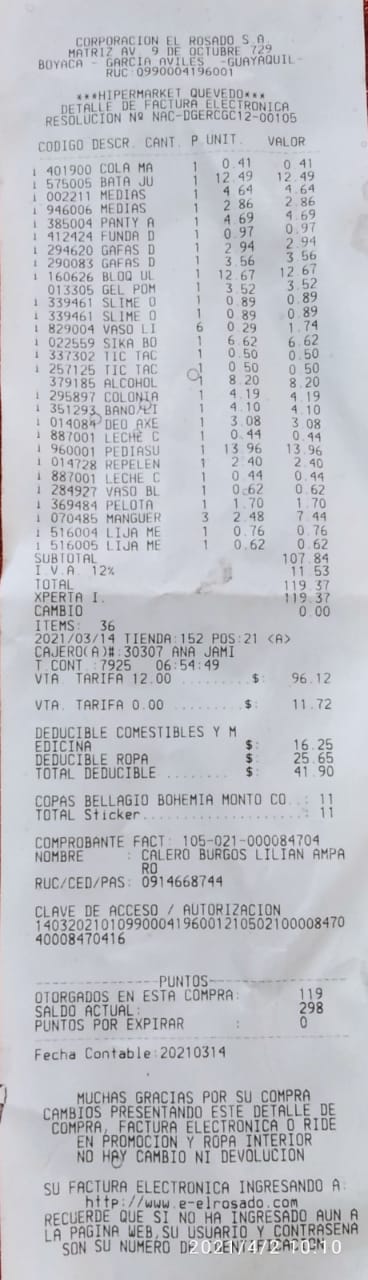 CORPORACION EL ROSADO S.A.
MATRIZ AV. 9 DE OCTUBRE 729
BOYACA - GARCIA AVILES -GUAYAQUIL-
RUC:0990004196001
***HIPERMARKET QUEVEDO***
DETALLE DE FACTURA ELECTRONICA
RESOLUCION Nº NAC-DGERCGC12-00105
CODIGO DESCR. CANT. P UNIT. VALOR
i 401900 COLA MA 1 0.41 0.41
i 575005 BATA JU 1 12.49 12.49
i 002211 MEDIAS 1 4.64 4.64
i 946006 MEDIAS 1 2.86 2.86
i 385004 PANTY A 1 4.69 4.69
i 412424 FUNDA D 1 0.97 0.97
i 294620 GAFAS D 1 2.94 2.94
i 290083 GAFAS D 1 3.56 3.56
i 160626 BLOQ UL 1 12.67 12.67
013305 GEL POM 1 3.52 3.52
i 339461 SLIME O 1 0.89 0.89
i 339461 SLIME O 1 0.89 0.89
i 829004 VASO LI 6 0.29 1.74
i 022559 SIKA BO 1 6.62 6.62
i 337302 TIC TAC 1 0.50 0.50
i 257125 TIC TAC 1 0.50 0.50
379185 ALCOHOL 1 8.20 8.20
i 295897 COLONIA 1 4.19 4.19
i 351293 BANO LI 1 4.10 4.10
i 014084 DEO AXE 1 3.08 3.08
i 887001 LECHE C 1 0.44 0.44
i 960001 PEDIASU 1 13.96 13.96
i 014728 REPELEN 1 2.40 2.40
i 887001 LECHE C 1 0.44 0.44
i 284927 VASO BL 1 0.62 0.62
i 369484 PELOTA 1 1.70 1.70
i 070485 MANGUER 3 2.48 7.44
i 516004 LIJA ME 1 0.76 0.76
i 516005 LIJA ME 1 0.62 0.62
SUBTOTAL 107.84
I.V.A. 12% 11.53
TOTAL 119.37
XPERTA I. 119.37
CAMBIO 0.00
ITEMS: 36
2021/03/14 TIENDA:152 POS:21 <A>
CAJERO(A)#:30307 ANA JAMI
T.CONT.:7925 06:54:49
VTA. TARIFA 12.00 .........$: 96.12
VTA. TARIFA 0.00 .........$: 11.72
DEDUCIBLE COMESTIBLES Y M
EDICINA $: 16.25
DEDUCIBLE ROPA $: 25.65
TOTAL DEDUCIBLE ........ $: 41.90
COPAS BELLAGIO BOHEMIA MONTO CO..: 11
TOTAL Sticker....................: 11
COMPROBANTE FACT: 105-021-000084704
NOMBRE : CALERO BURGOS LILIAN AMPA
RO
RUC/CED/PAS: 0914668744
CLAVE DE ACCESO / AUTORIZACION
14032021010990004196001210502100008470
40008470416
----------------PUNTOS----------------
OTORGADOS EN ESTA COMPRA: 119
SALDO ACTUAL: 298
PUNTOS POR EXPIRAR : 0
Fecha Contable:20210314
MUCHAS GRACIAS POR SU COMPRA
CAMBIOS PRESENTANDO ESTE DETALLE DE
COMPRA, FACTURA ELECTRONICA O RIDE
EN PROMOCION Y ROPA INTERIOR
NO HAY CAMBIO NI DEVOLUCION
SU FACTURA ELECTRONICA INGRESANDO A:
http://www.e-elrosado.com
RECUERDE QUE SI NO HA INGRESADO AUN A
LA PAGINA WEB,SU USUARIO Y CONTRASENA
SON SU NUMERO DE
2021/4/2 10:10